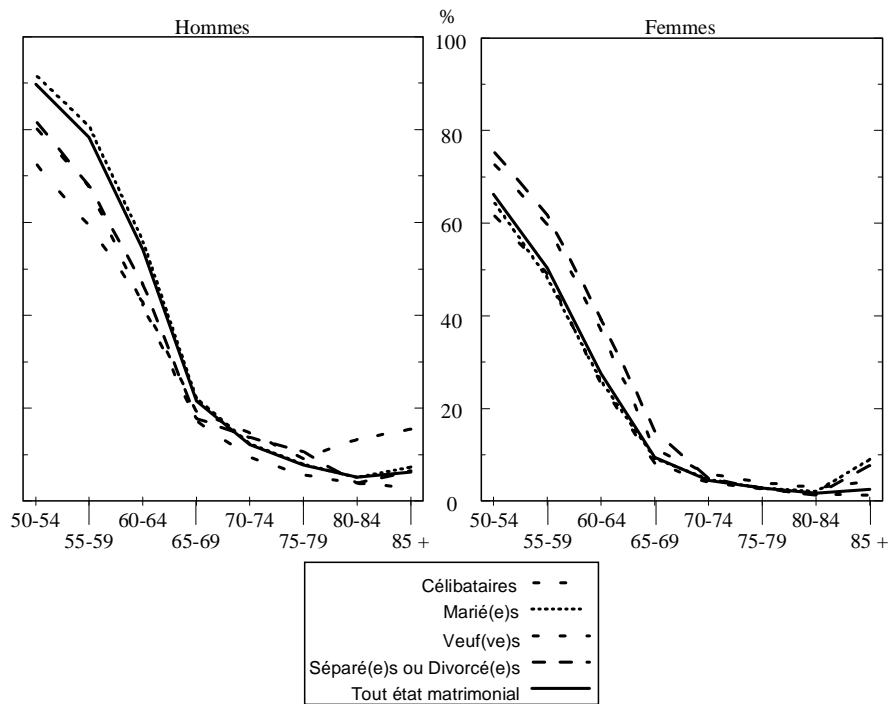 %
Hommes
Femmes
100
80
60
40
20
0
50-54 60-64 70-74 80-84
55-59 65-69 75-79 85 +
50-54 60-64 70-74 80-84
55-59 65-69 75-79 85 +
Célibataires
Marié(e)s
Veuf(ve)s
Séparé(e)s ou Divorcé(e)s
Tout état matrimonial